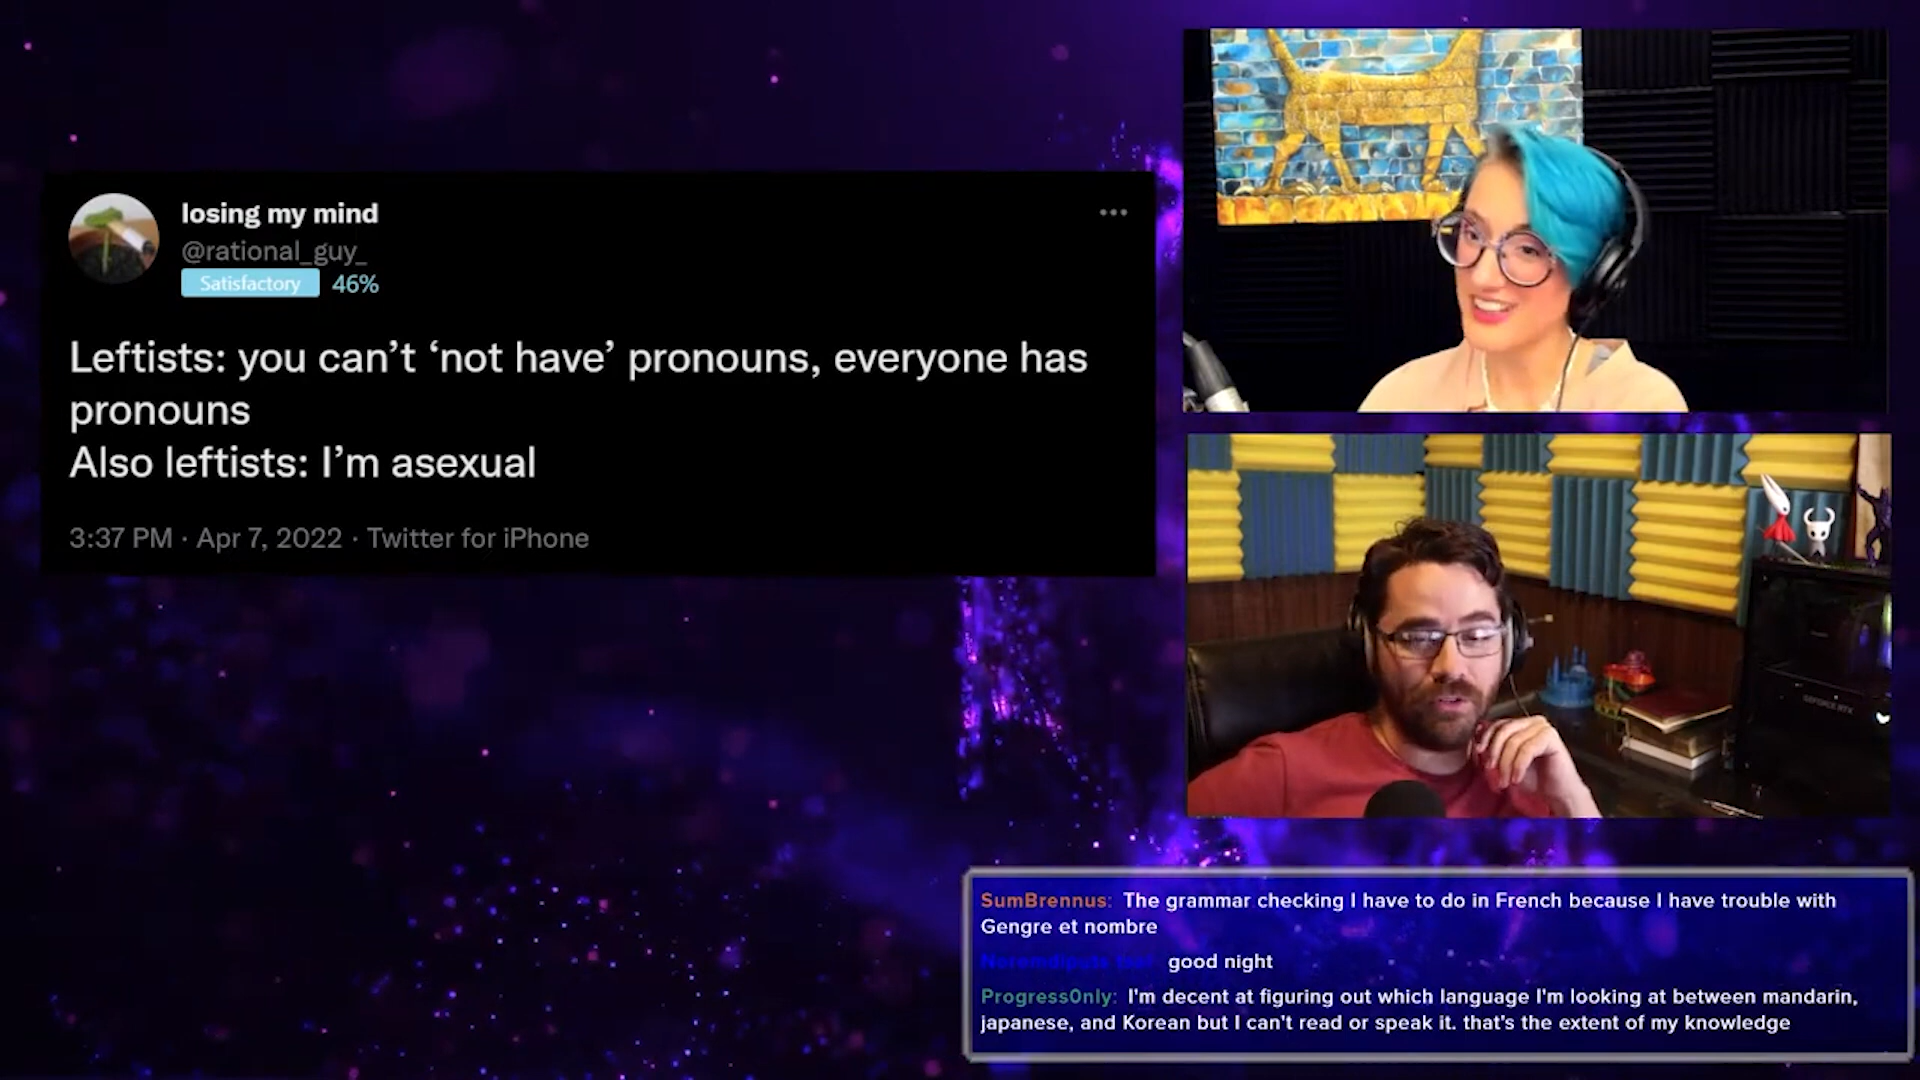 losing my mind
@rational_guy_
Satisfactory 46%
Leftists: you can’t ‘not have’ pronouns, everyone has
pronouns
Also leftists: I’m asexual
3:37 PM · Apr 7, 2022 · Twitter for iPhone
GEFORCE RTX
SumBrennus: The grammar checking I have to do in French because I have trouble with
Gengre et nombre
good night
ProgressOnly: I'm decent at figuring out which language I'm looking at between mandarin,
japanese, and Korean but I can't read or speak it. that's the extent of my knowledge